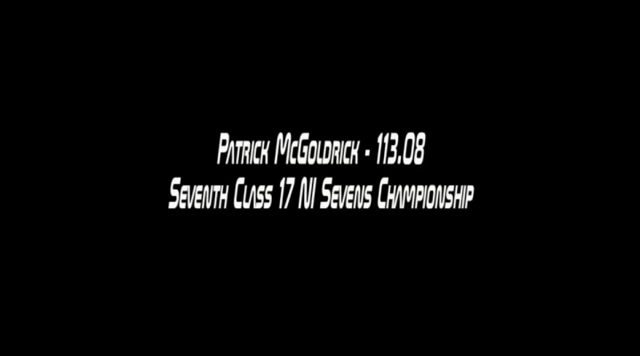 Patrick McGoldrick - 113.08
Seventh Class 17 NI Sevens Championship